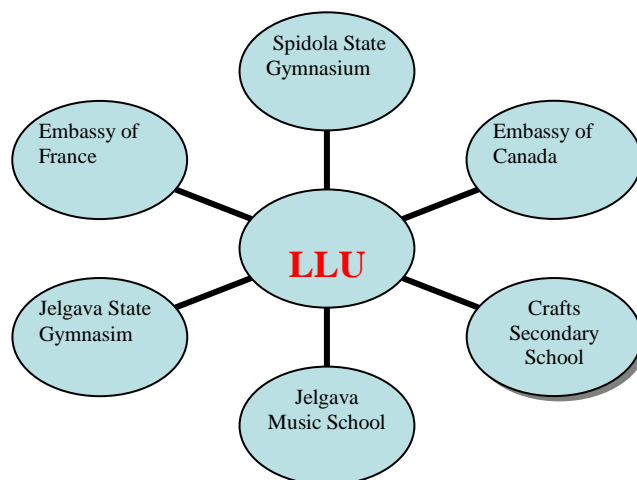 Spidola State
Gymnasium
Embassy of
France
Embassy of
Canada
LLU
Jelgava State
Gymnasim
Crafts
Secondary
School
Jelgava
Music School